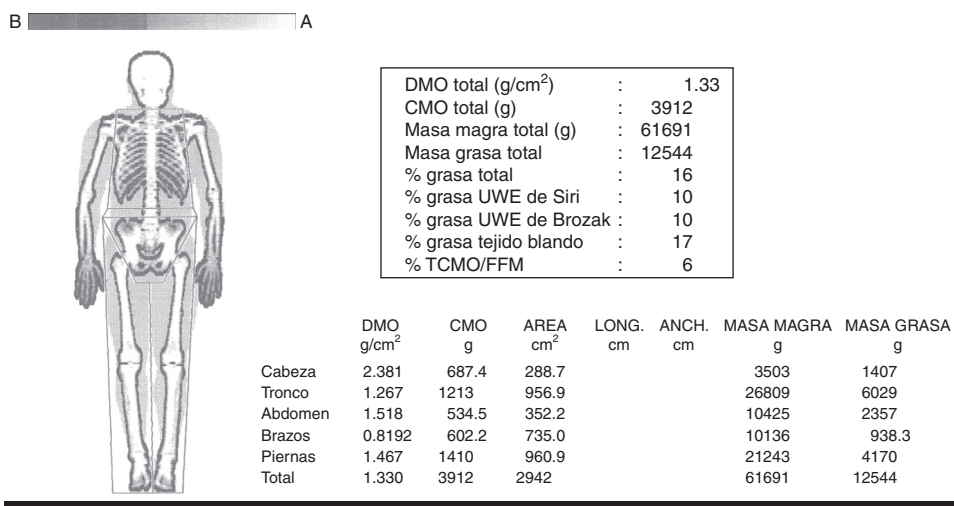 B A
DMO total (g/cm²) : 1.33
CMO total (g) : 3912
Masa magra total (g) : 61691
Masa grasa total : 12544
% grasa total : 16
% grasa UWE de Siri : 10
% grasa UWE de Brozak : 10
% grasa tejido blando : 17
% TCMO/FFM : 6
DMO CMO AREA LONG. ANCH. MASA MAGRA MASA GRASA
g/cm² g cm² cm cm g g
Cabeza 2.381 687.4 288.7 3503 1407
Tronco 1.267 1213 956.9 26809 6029
Abdomen 1.518 534.5 352.2 10425 2357
Brazos 0.8192 602.2 735.0 10136 938.3
Piernas 1.467 1410 960.9 21243 4170
Total 1.330 3912 2942 61691 12544